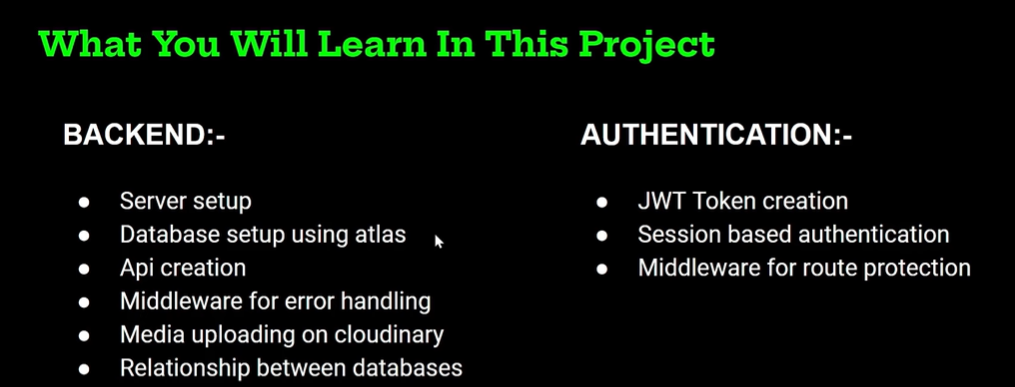 What You Will Learn In This Project
BACKEND:-
● Server setup
● Database setup using atlas
● Api creation
● Middleware for error handling
● Media uploading on cloudinary
● Relationship between databases
AUTHENTICATION:-
● JWT Token creation
● Session based authentication
● Middleware for route protection